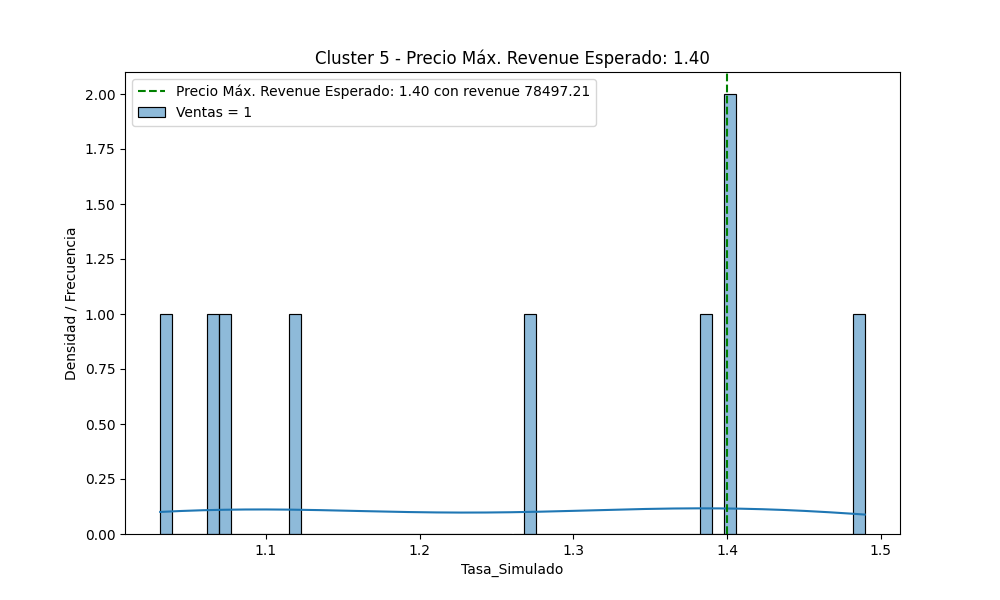 Cluster 5 - Precio Máx. Revenue Esperado: 1.40
Precio Máx. Revenue Esperado: 1.40 con revenue 78497.21
Ventas = 1
Densidad / Frecuencia
2.00
1.75
1.50
1.25
1.00
0.75
0.50
0.25
0.00
1.1
1.2
1.3
1.4
1.5
Tasa_Simulado